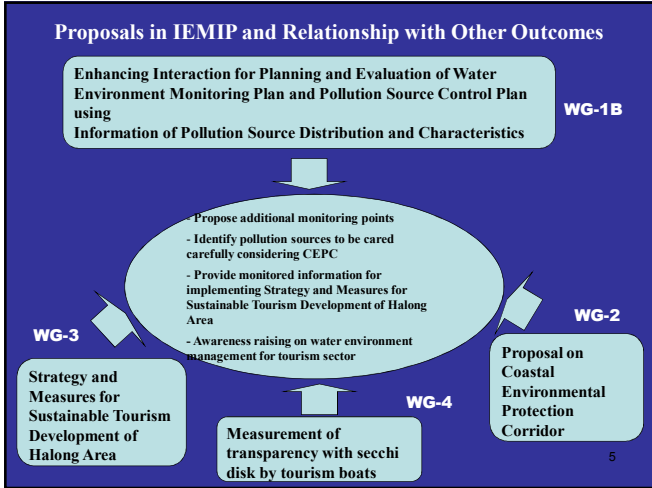 Proposals in IEMIP and Relationship with Other Outcomes
Enhancing Interaction for Planning and Evaluation of Water
Environment Monitoring Plan and Pollution Source Control Plan
using
Information of Pollution Source Distribution and Characteristics
WG-1B
- Propose additional monitoring points
- Identify pollution sources to be cared
carefully considering CEPC
- Provide monitored information for
implementing Strategy and Measures for
Sustainable Tourism Development of Halong
Area
- Awareness raising on water environment
management for tourism sector
WG-3
Strategy and
Measures for
Sustainable Tourism
Development of
Halong Area
WG-4
Measurement of
transparency with secchi
disk by tourism boats
WG-2
Proposal on
Coastal
Environmental
Protection
Corridor
5